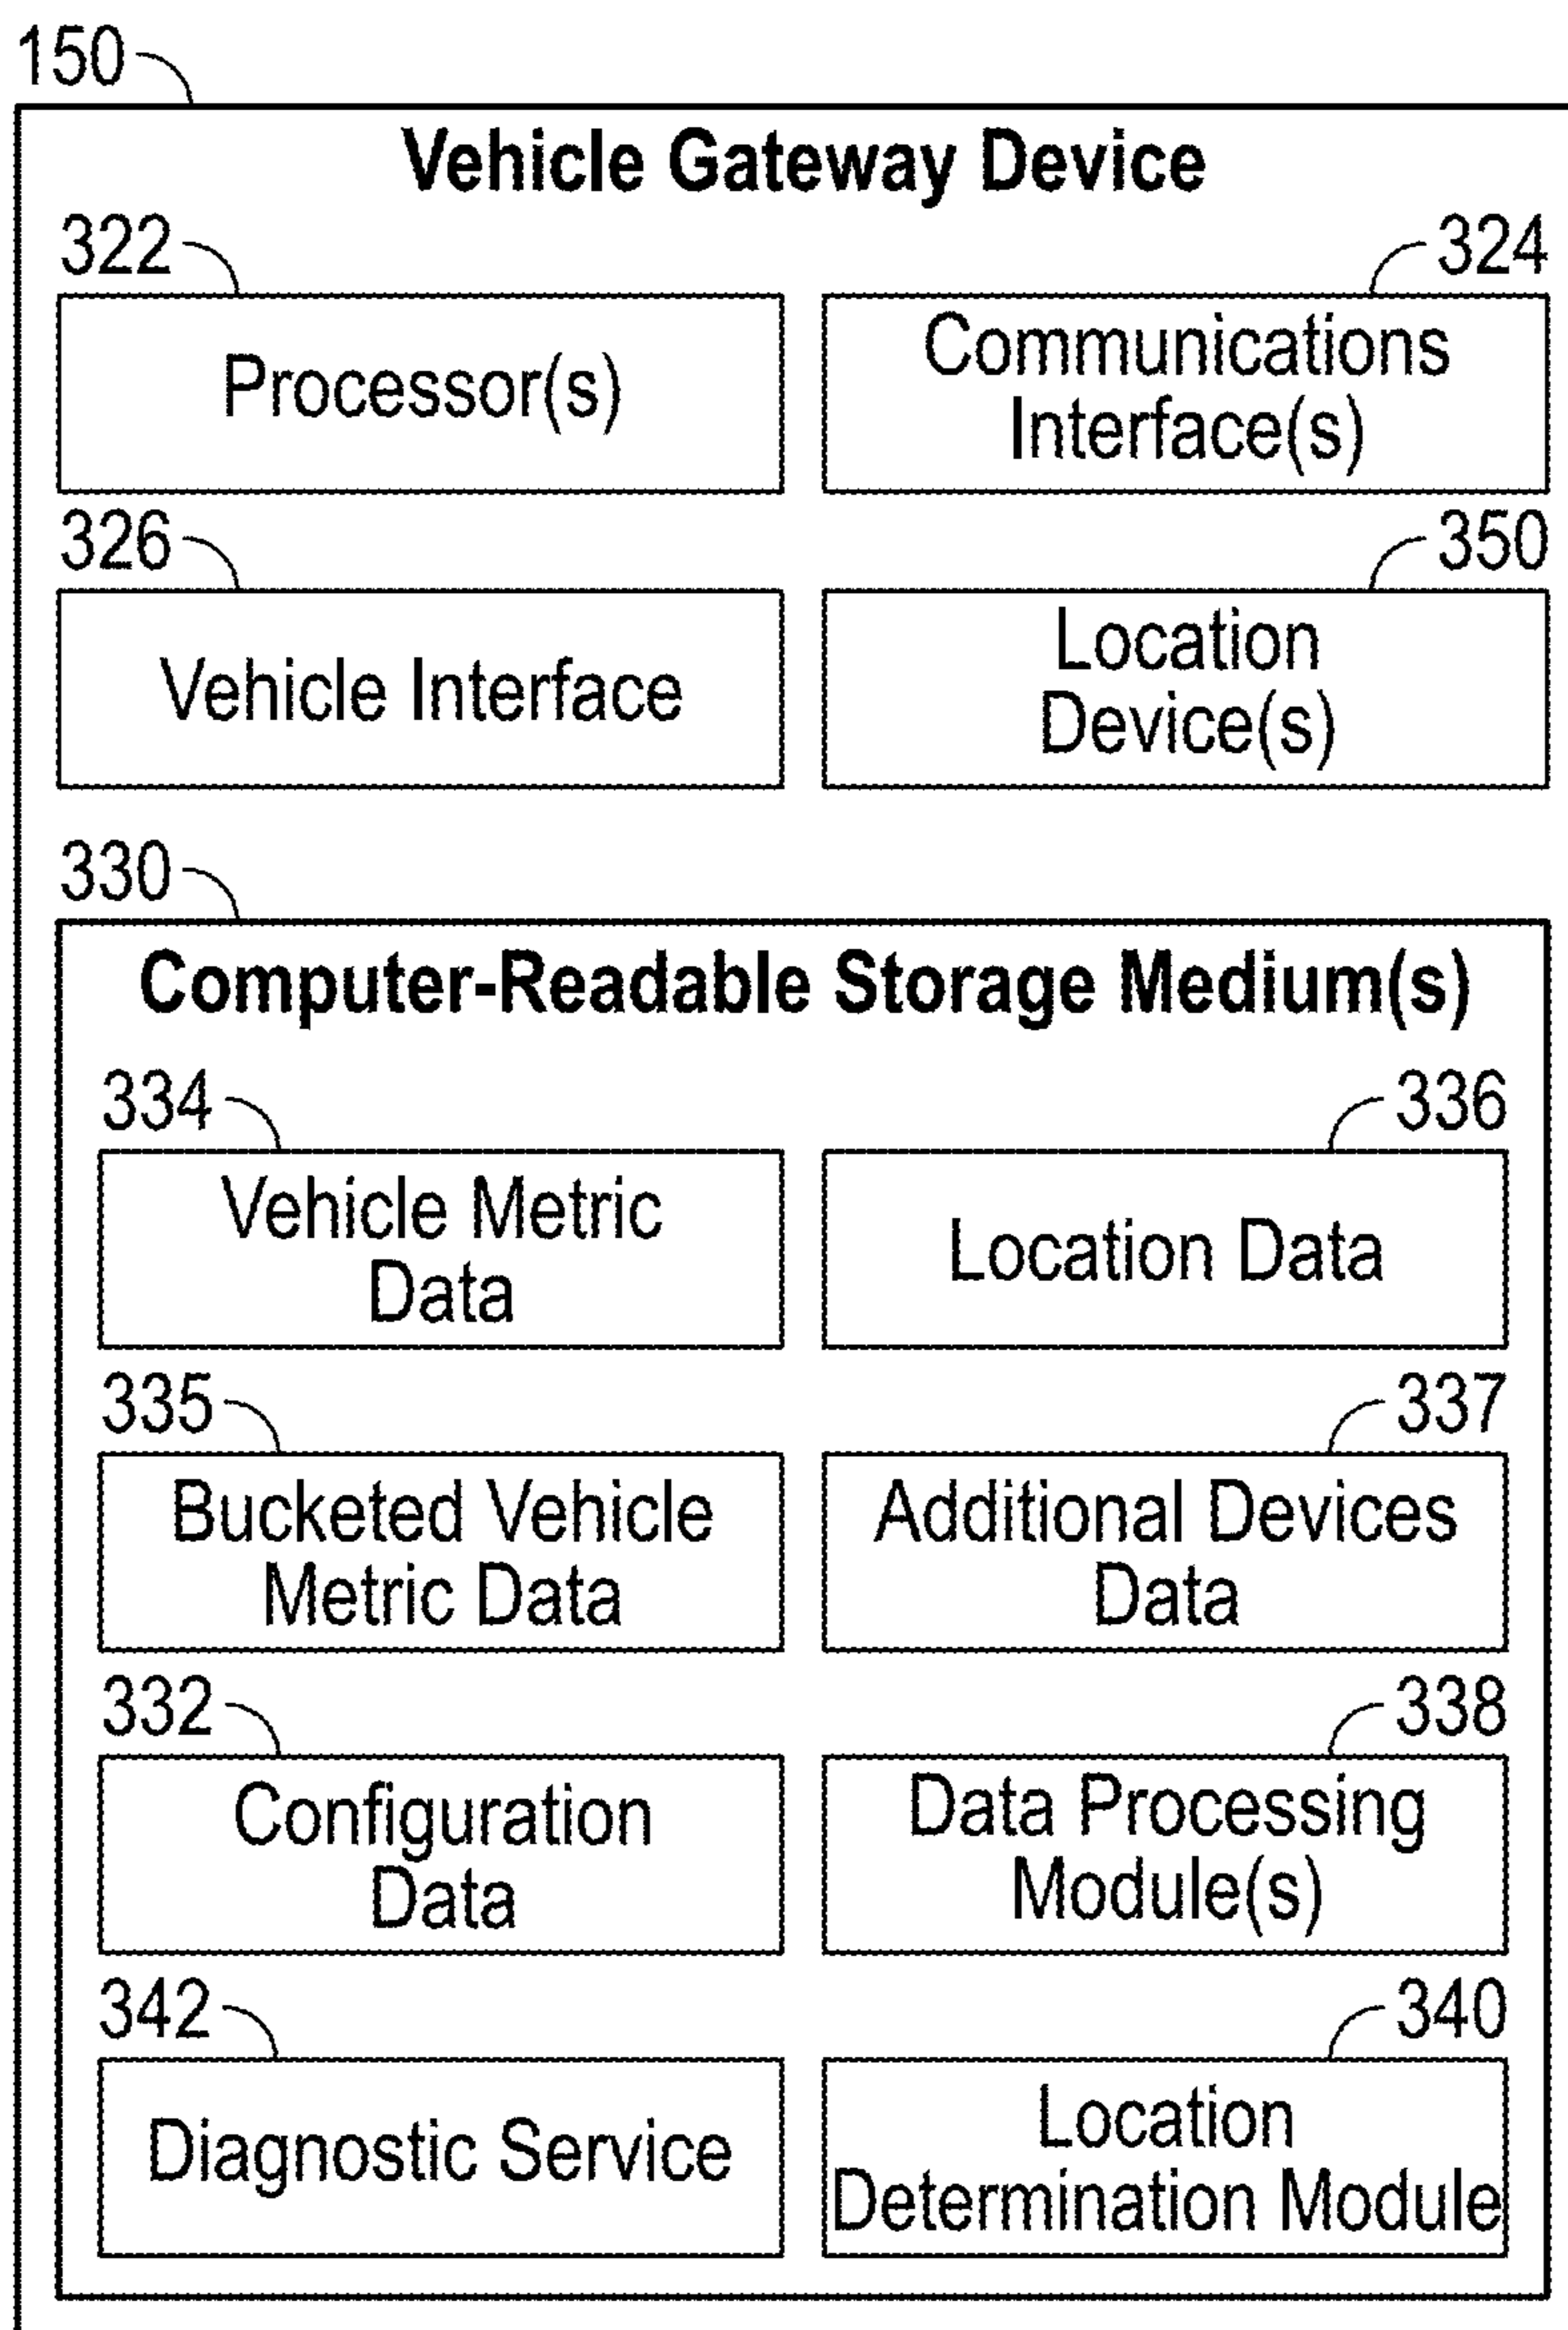 150
Vehicle Gateway Device
322
324
Processor(s)
Communications
Interface(s)
326
350
Vehicle Interface
Location
Device(s)
330
Computer-Readable Storage Medium(s)
334
336
Vehicle Metric
Data
Location Data
335
337
Bucketed Vehicle
Metric Data
Additional Devices
Data
332
338
Configuration
Data
Data Processing
Module(s)
342
340
Diagnostic Service
Location
Determination Module